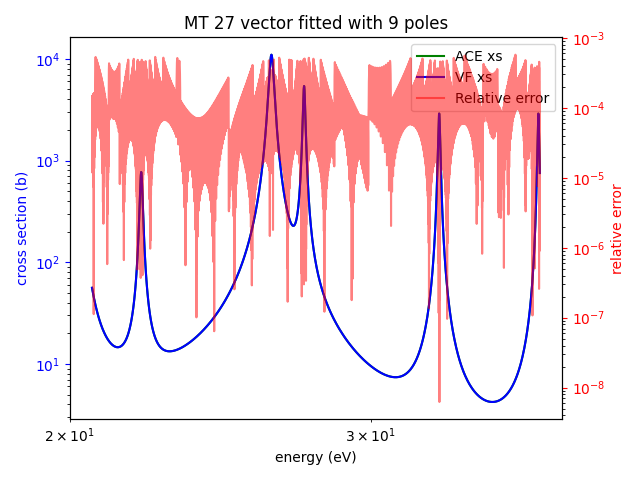 MT 27 vector fitted with 9 poles
ACE xs
VF xs
Relative error
cross section (b)
10⁴
10³
10²
10¹
relative error
10⁻³
10⁻⁴
10⁻⁵
10⁻⁶
10⁻⁷
10⁻⁸
2 × 10¹
3 × 10¹
energy (eV)